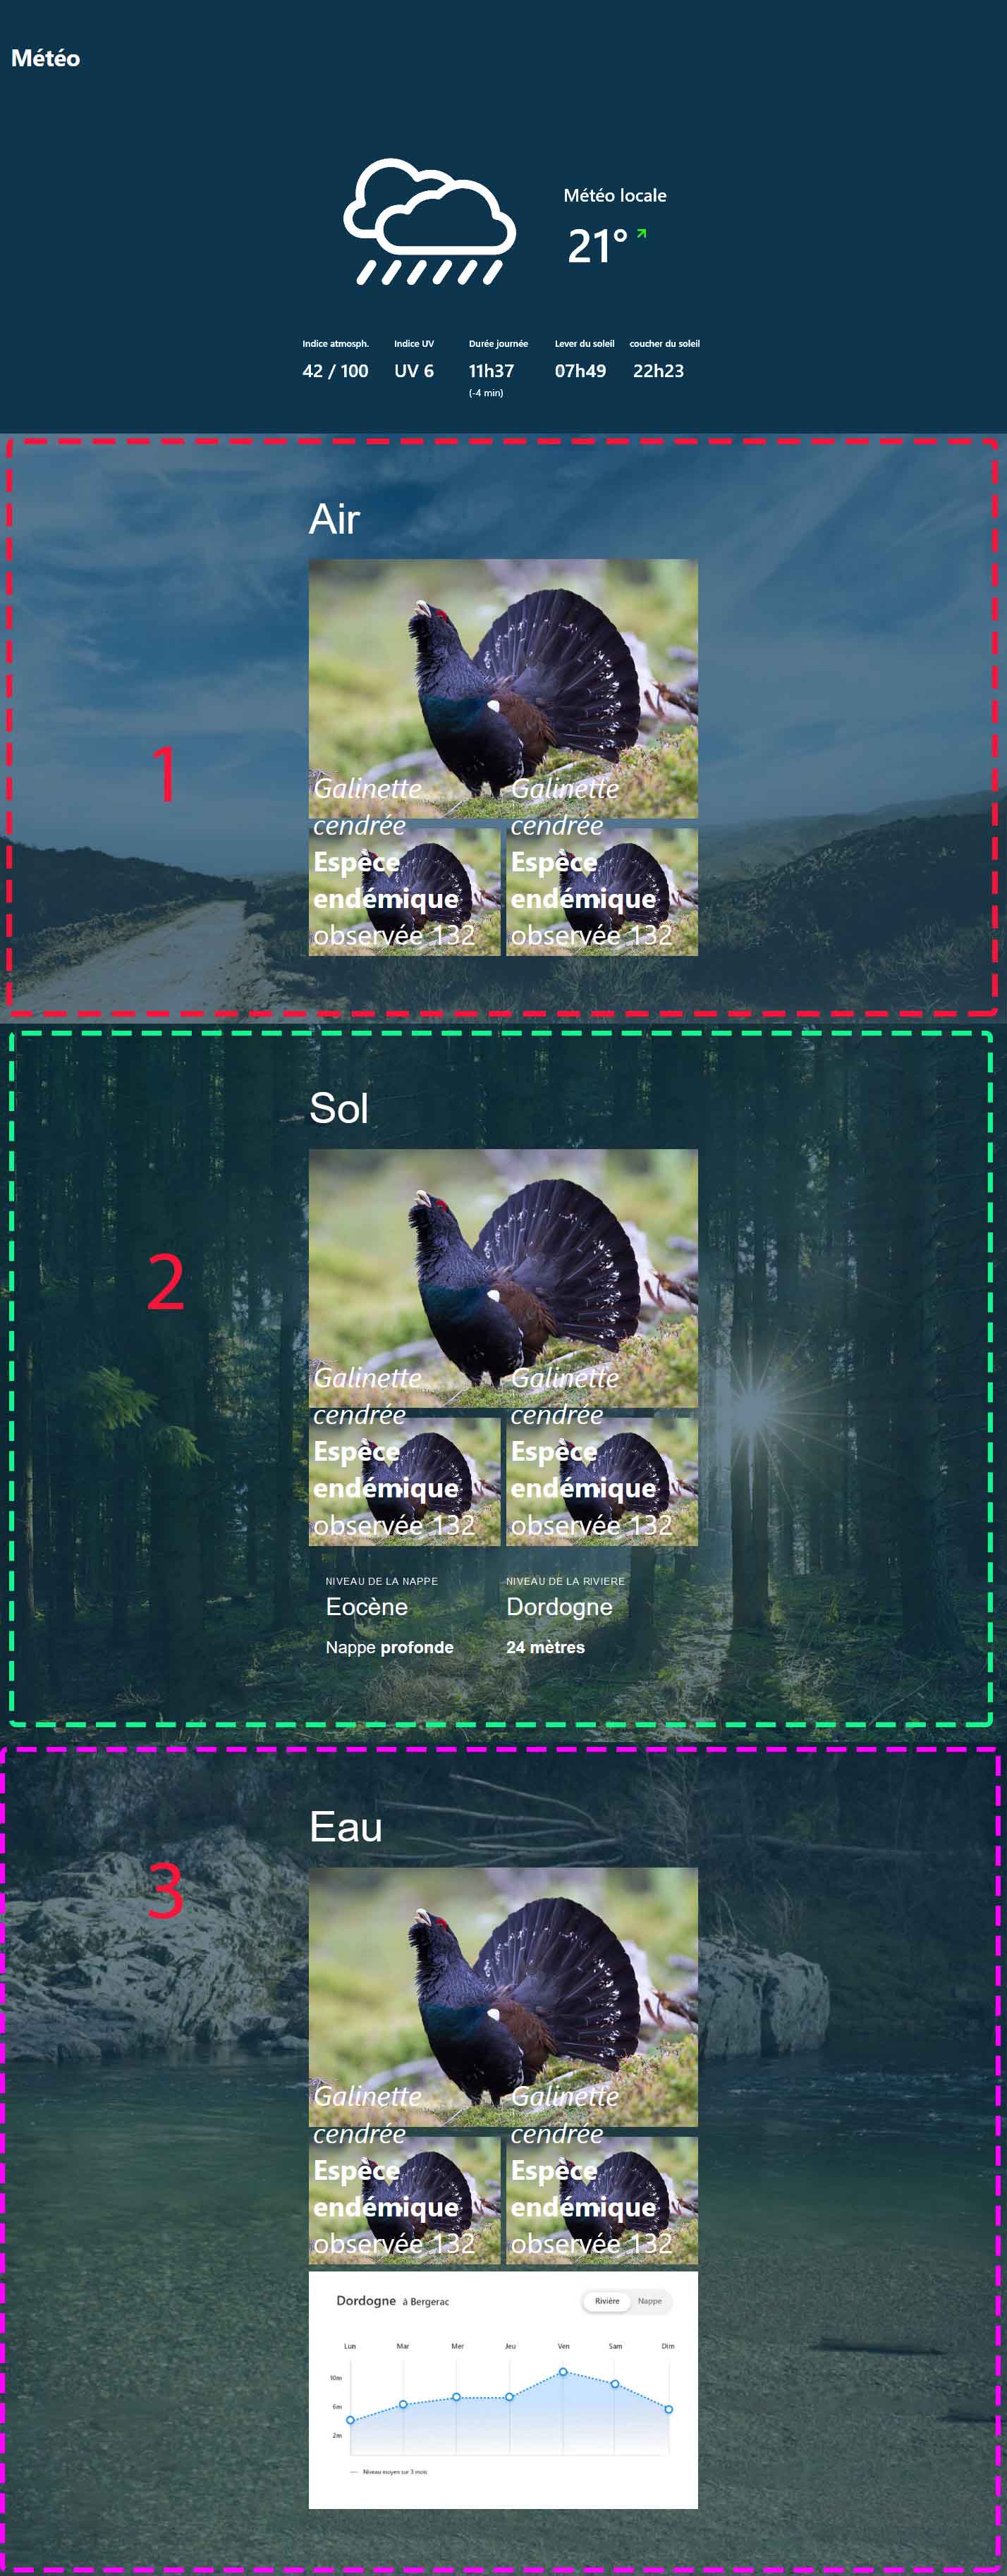 Météo
Météo locale
21°
Indice atmosph. Indice UV Durée journée Lever du soleil coucher du soleil
42 / 100 UV 6 11h37 07h49 22h23
(-4 min)
Air
1
Galinette
cendrée
Espèce
endémique
observée 132
Galinette
cendrée
Espèce
endémique
observée 132
Sol
2
Galinette
cendrée
Espèce
endémique
observée 132
Galinette
cendrée
Espèce
endémique
observée 132
NIVEAU DE LA NAPPE
Eocène
Nappe profonde
NIVEAU DE LA RIVIERE
Dordogne
24 mètres
Eau
3
Galinette
cendrée
Espèce
endémique
observée 132
Galinette
cendrée
Espèce
endémique
observée 132
Dordogne à Bergerac
Rivière Nappe
Lun Mar Mer Jeu Ven Sam Dim
10m
6m
2m
Niveau moyen sur 3 mois